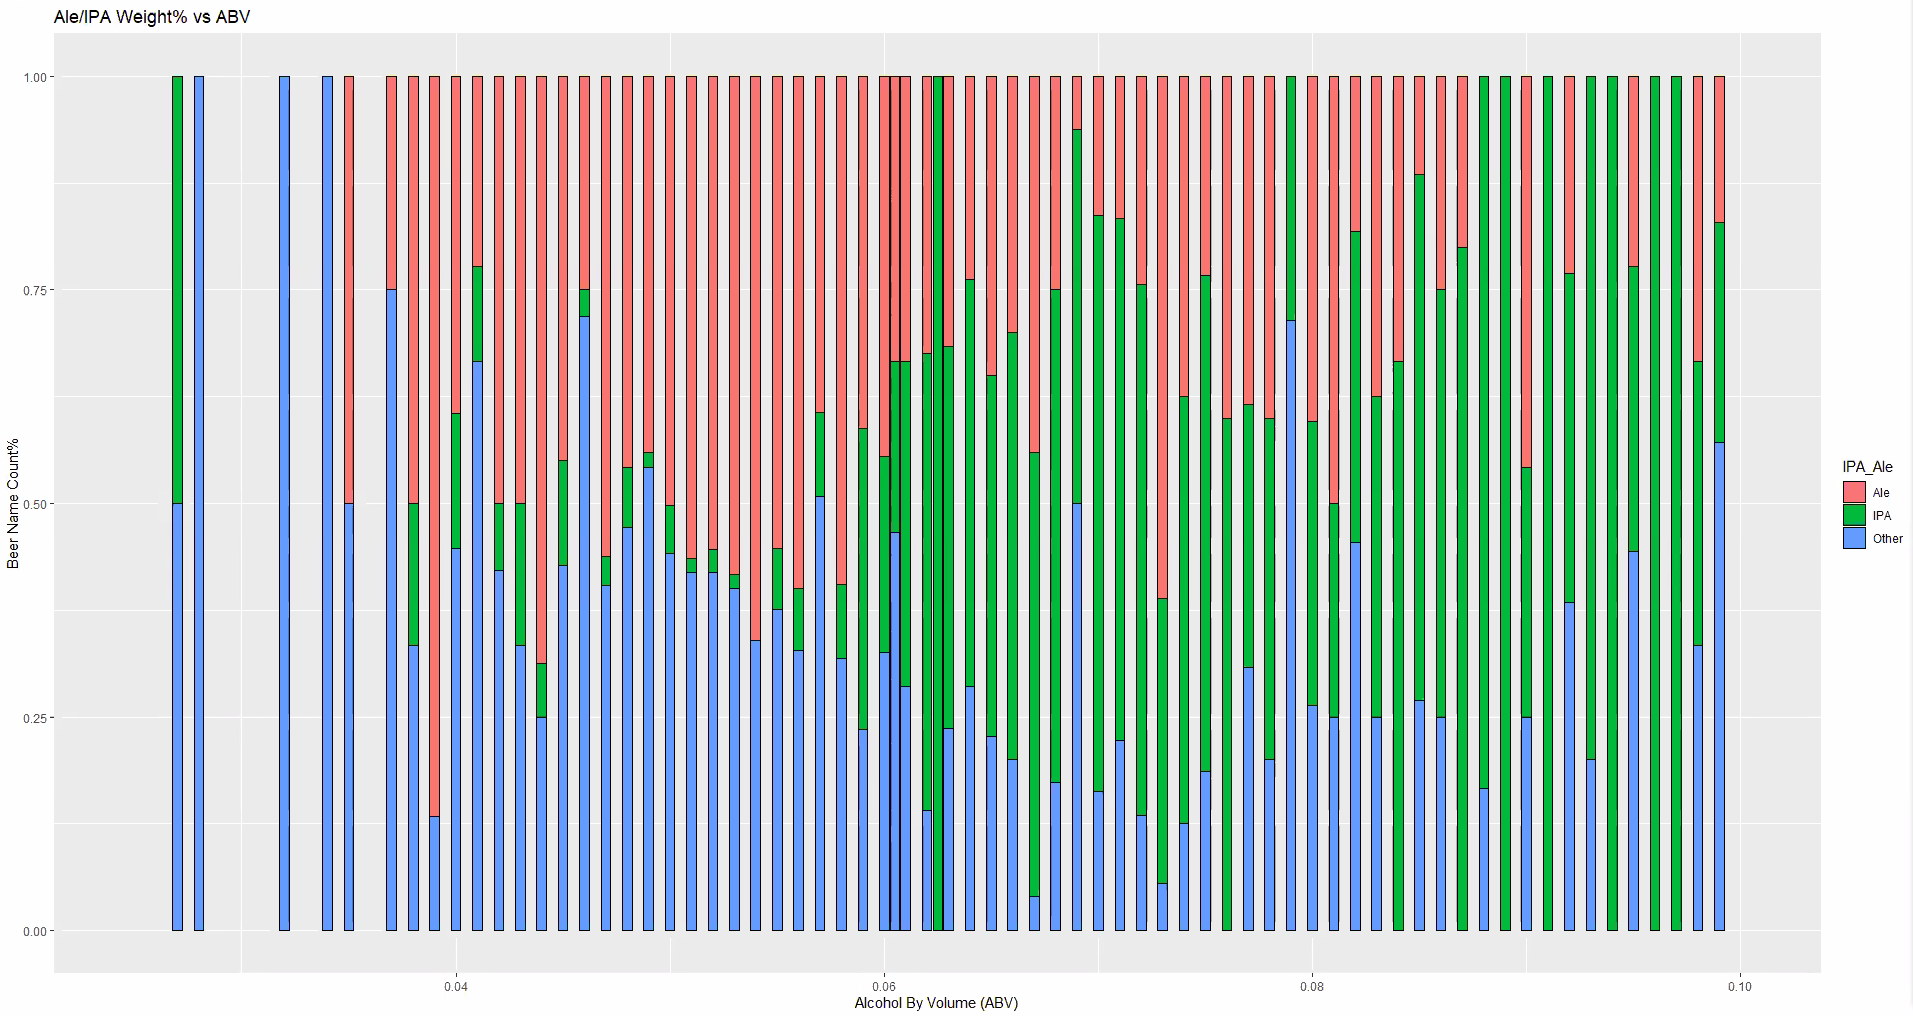 Ale/IPA Weight% vs ABV
1.00
0.75
0.50
0.25
0.00
Beer Name Count%
0.04
0.06
0.08
0.10
Alcohol By Volume (ABV)
IPA_Ale
Ale
IPA
Other